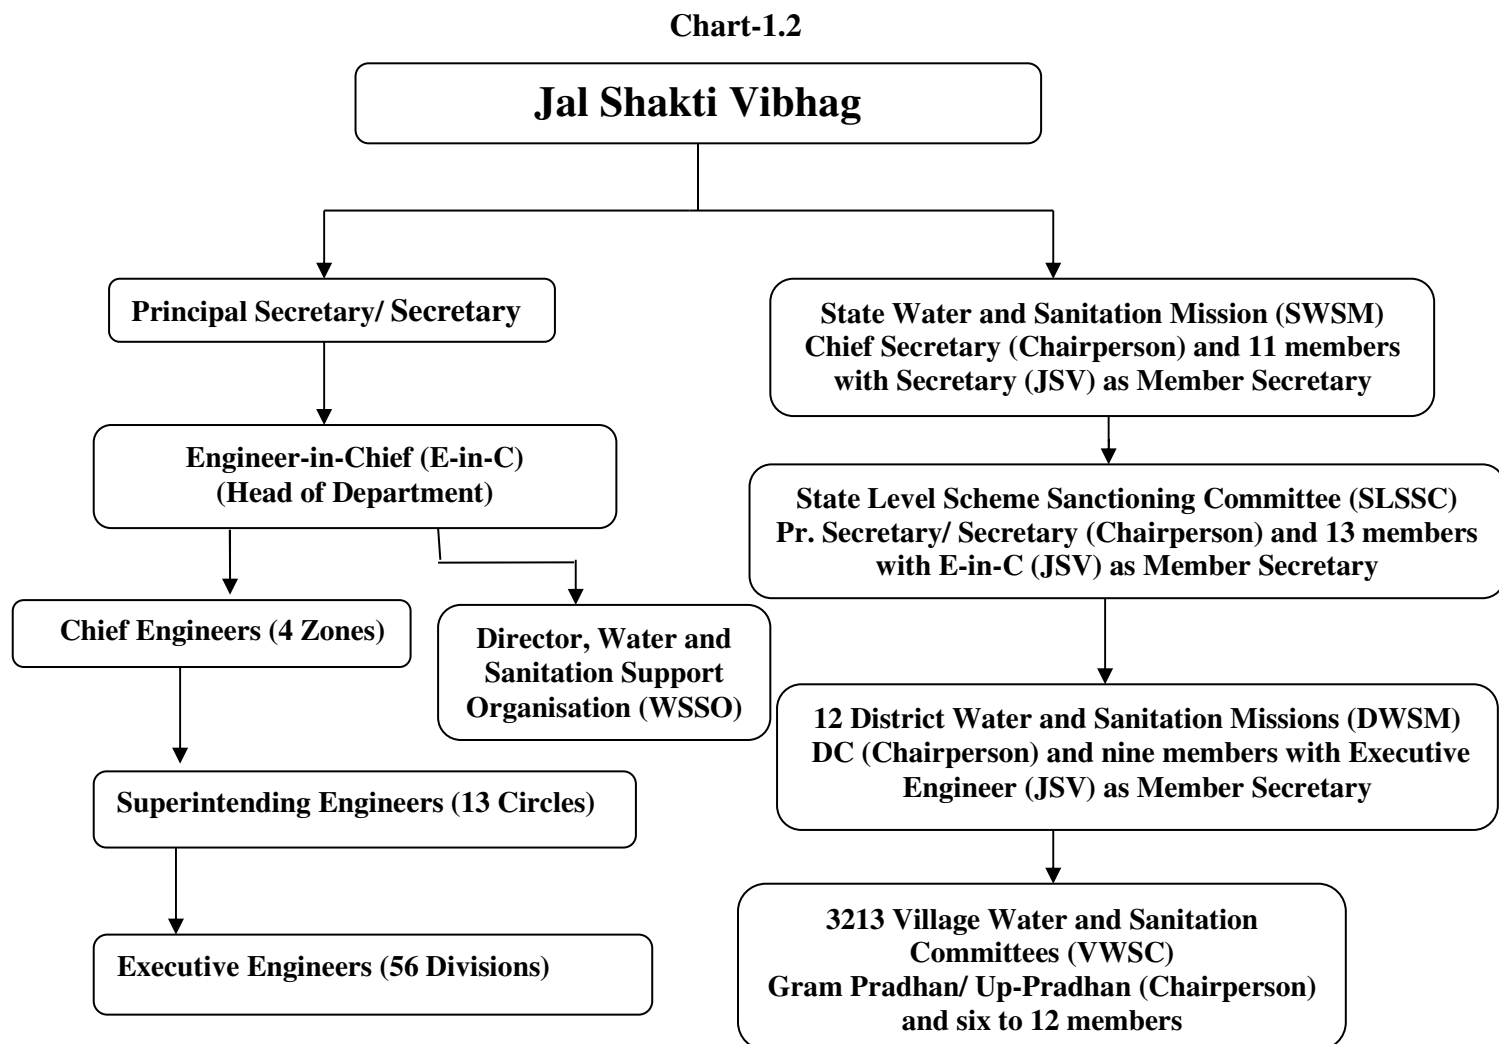 Chart-1.2
Jal Shakti Vibhag
Principal Secretary/ Secretary
Engineer-in-Chief (E-in-C)
(Head of Department)
Chief Engineers (4 Zones)
Director, Water and
Sanitation Support
Organisation (WSSO)
Superintending Engineers (13 Circles)
Executive Engineers (56 Divisions)
State Water and Sanitation Mission (SWSM)
Chief Secretary (Chairperson) and 11 members
with Secretary (JSV) as Member Secretary
State Level Scheme Sanctioning Committee (SLSSC)
Pr. Secretary/ Secretary (Chairperson) and 13 members
with E-in-C (JSV) as Member Secretary
12 District Water and Sanitation Missions (DWSM)
DC (Chairperson) and nine members with Executive
Engineer (JSV) as Member Secretary
3213 Village Water and Sanitation
Committees (VWSC)
Gram Pradhan/ Up-Pradhan (Chairperson)
and six to 12 members